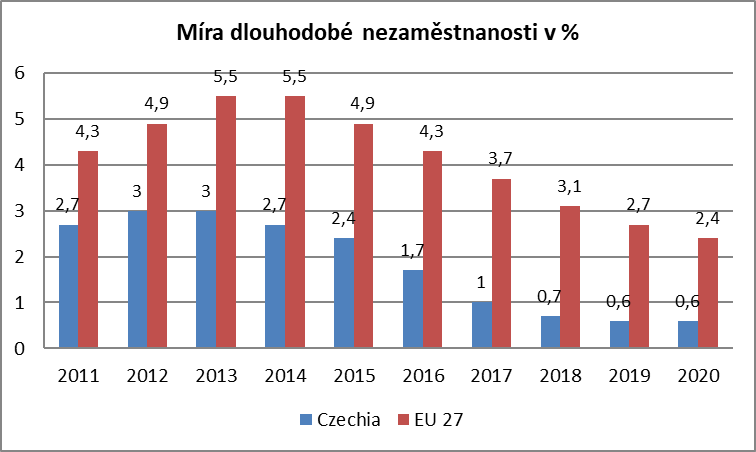 Míra dlouhodobé nezaměstnanosti v %
6
5
4
3
2
1
0
2,7 4,3 3 4,9 3 5,5 2,7 5,5 2,4 4,9 1,7 4,3 1 3,7 0,7 3,1 0,6 2,7 0,6 2,4
2011 2012 2013 2014 2015 2016 2017 2018 2019 2020
Czechia EU 27